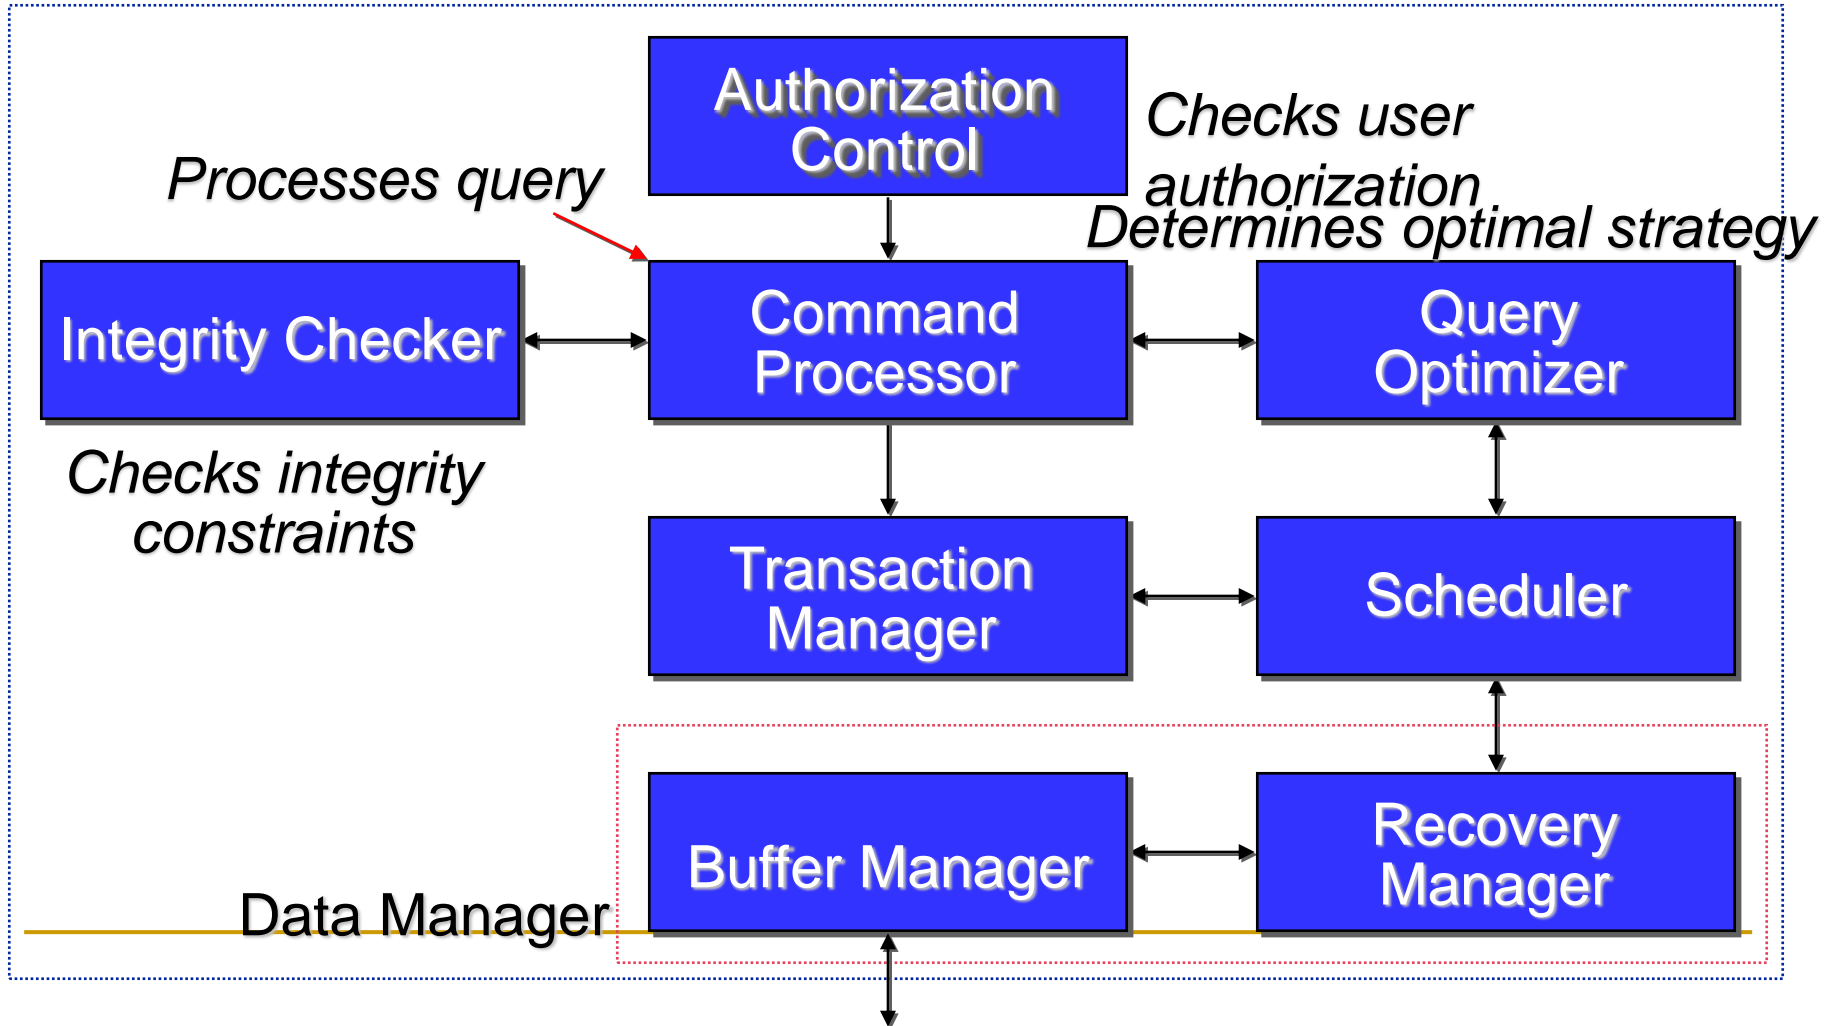 Authorization
Control
Checks user
authorization
Processes query
Determines optimal strategy
Integrity Checker
Command
Processor
Query
Optimizer
Checks integrity
constraints
Transaction
Manager
Scheduler
Buffer Manager
Recovery
Manager
Data Manager